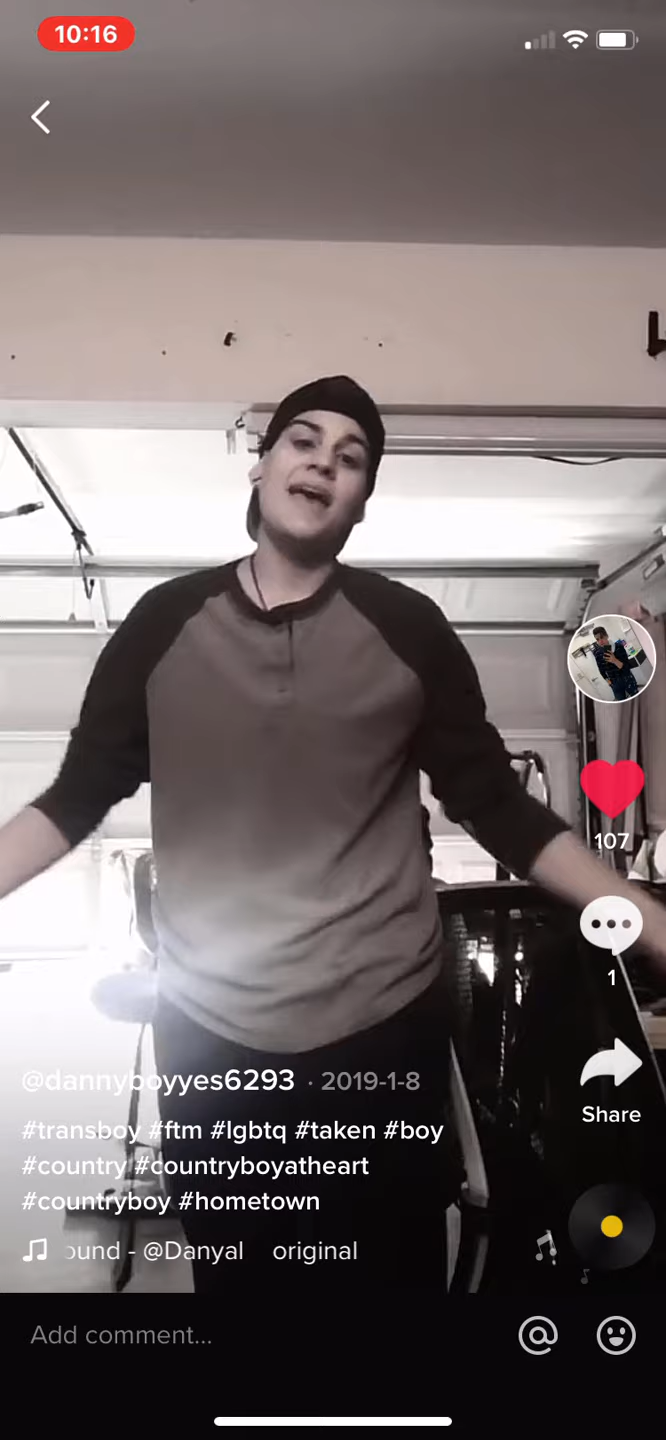 10:16
107
1
@dannyboyyes6293 · 2019-1-8
Share
#transboy #ftm #lgbtq #taken #boy
#country #countryboyatheart
#countryboy #hometown
ound - @Danyal original
Add comment...